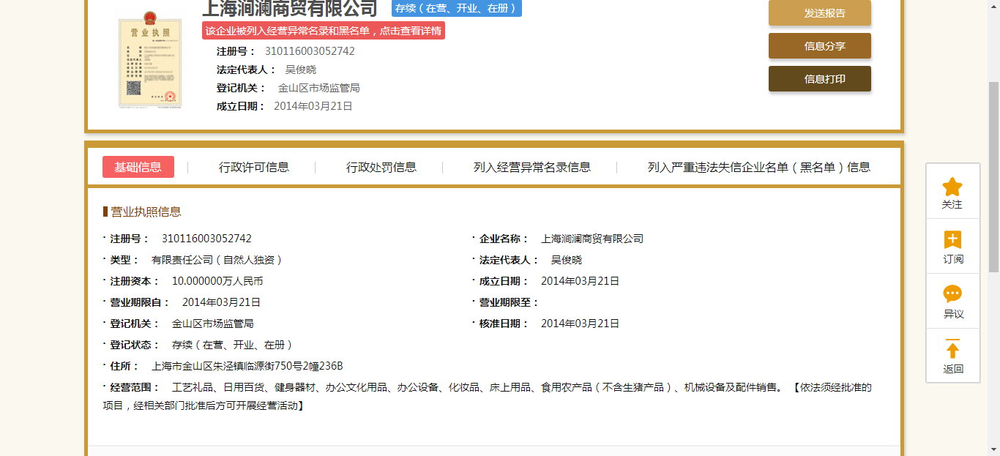 上海涧澜商贸有限公司 存续（在营、开业、在册）
该企业被列入经营异常名录和黑名单，点击查看详情
营业执照
注册号： 310116003052742
法定代表人： 吴俊晓
登记机关： 金山区市场监管局
成立日期： 2014年03月21日
发送报告
信息分享
信息打印
基础信息 行政许可信息 行政处罚信息 列入经营异常名录信息 列入严重违法失信企业名单（黑名单）信息
营业执照信息
· 注册号： 310116003052742 · 企业名称： 上海涧澜商贸有限公司
· 类型： 有限责任公司（自然人独资） · 法定代表人： 吴俊晓
· 注册资本： 10.000000万人民币 · 成立日期： 2014年03月21日
· 营业期限自： 2014年03月21日 · 营业期限至：
· 登记机关： 金山区市场监管局 · 核准日期： 2014年03月21日
· 登记状态： 存续（在营、开业、在册）
· 住所： 上海市金山区朱泾镇临源街750号2幢236B
· 经营范围： 工艺礼品、日用百货、健身器材、办公文化用品、办公设备、化妆品、床上用品、食用农产品（不含生猪产品）、机械设备及配件销售。 【依法须经批准的
项目，经相关部门批准后方可开展经营活动】
关注
订阅
异议
返回